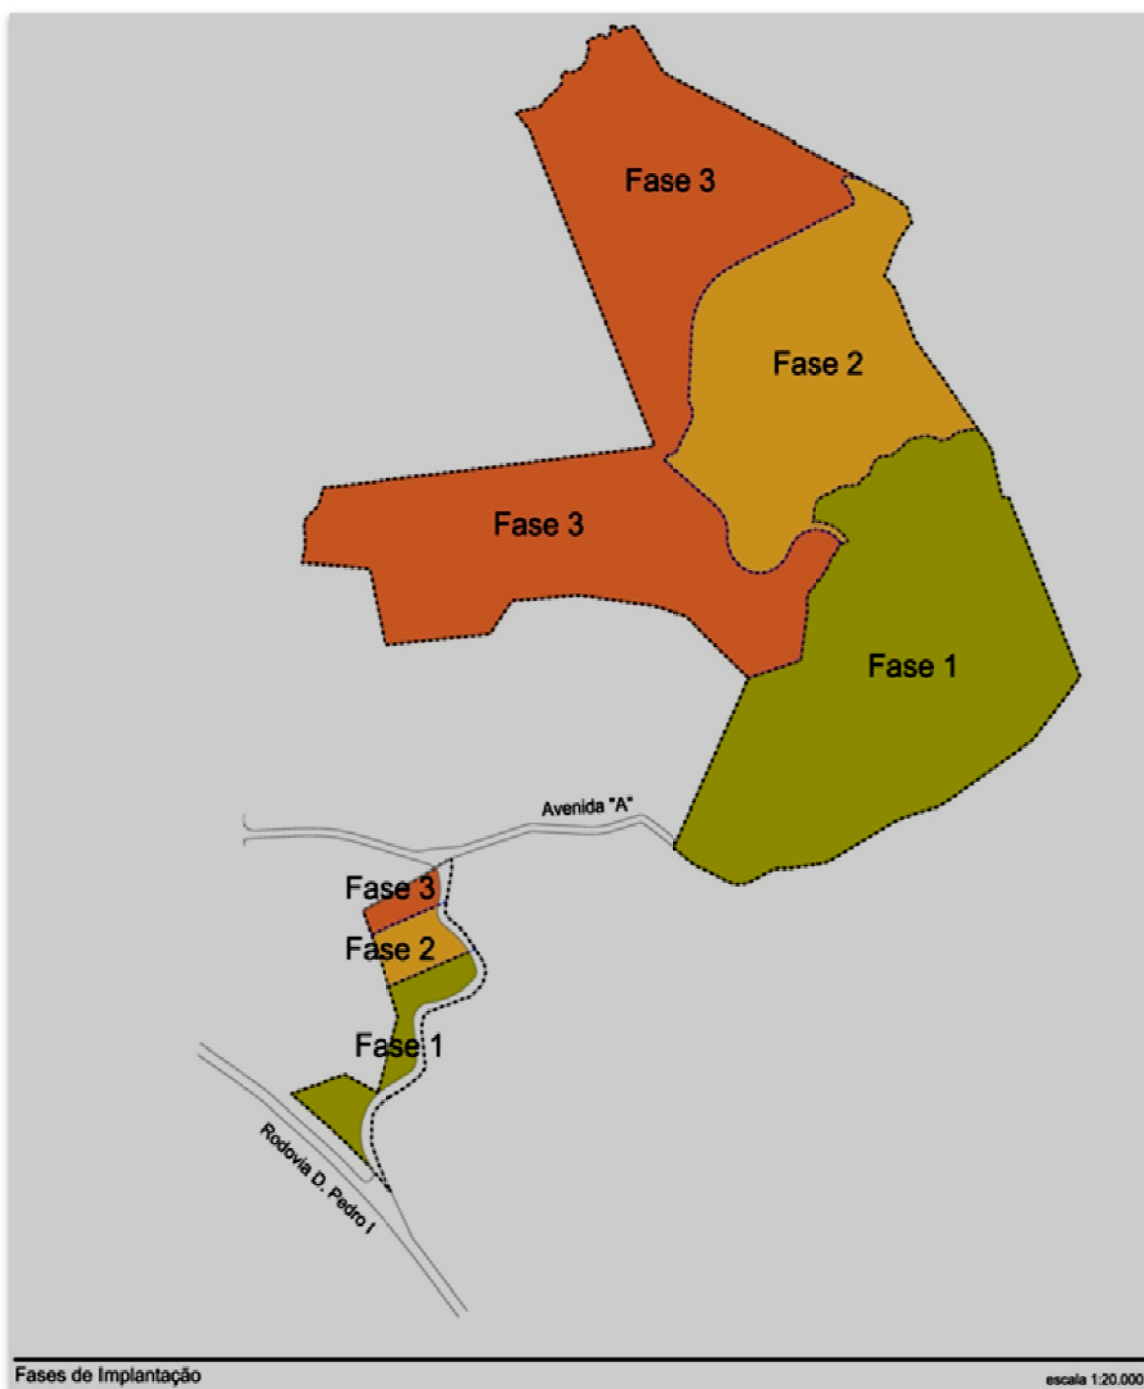 Fase 3
Fase 2
Fase 3
Fase 1
Avenida "A"
Fase 3
Fase 2
Fase 1
Rodovia D. Pedro I
Fases de Implantação
escala 1:20.000